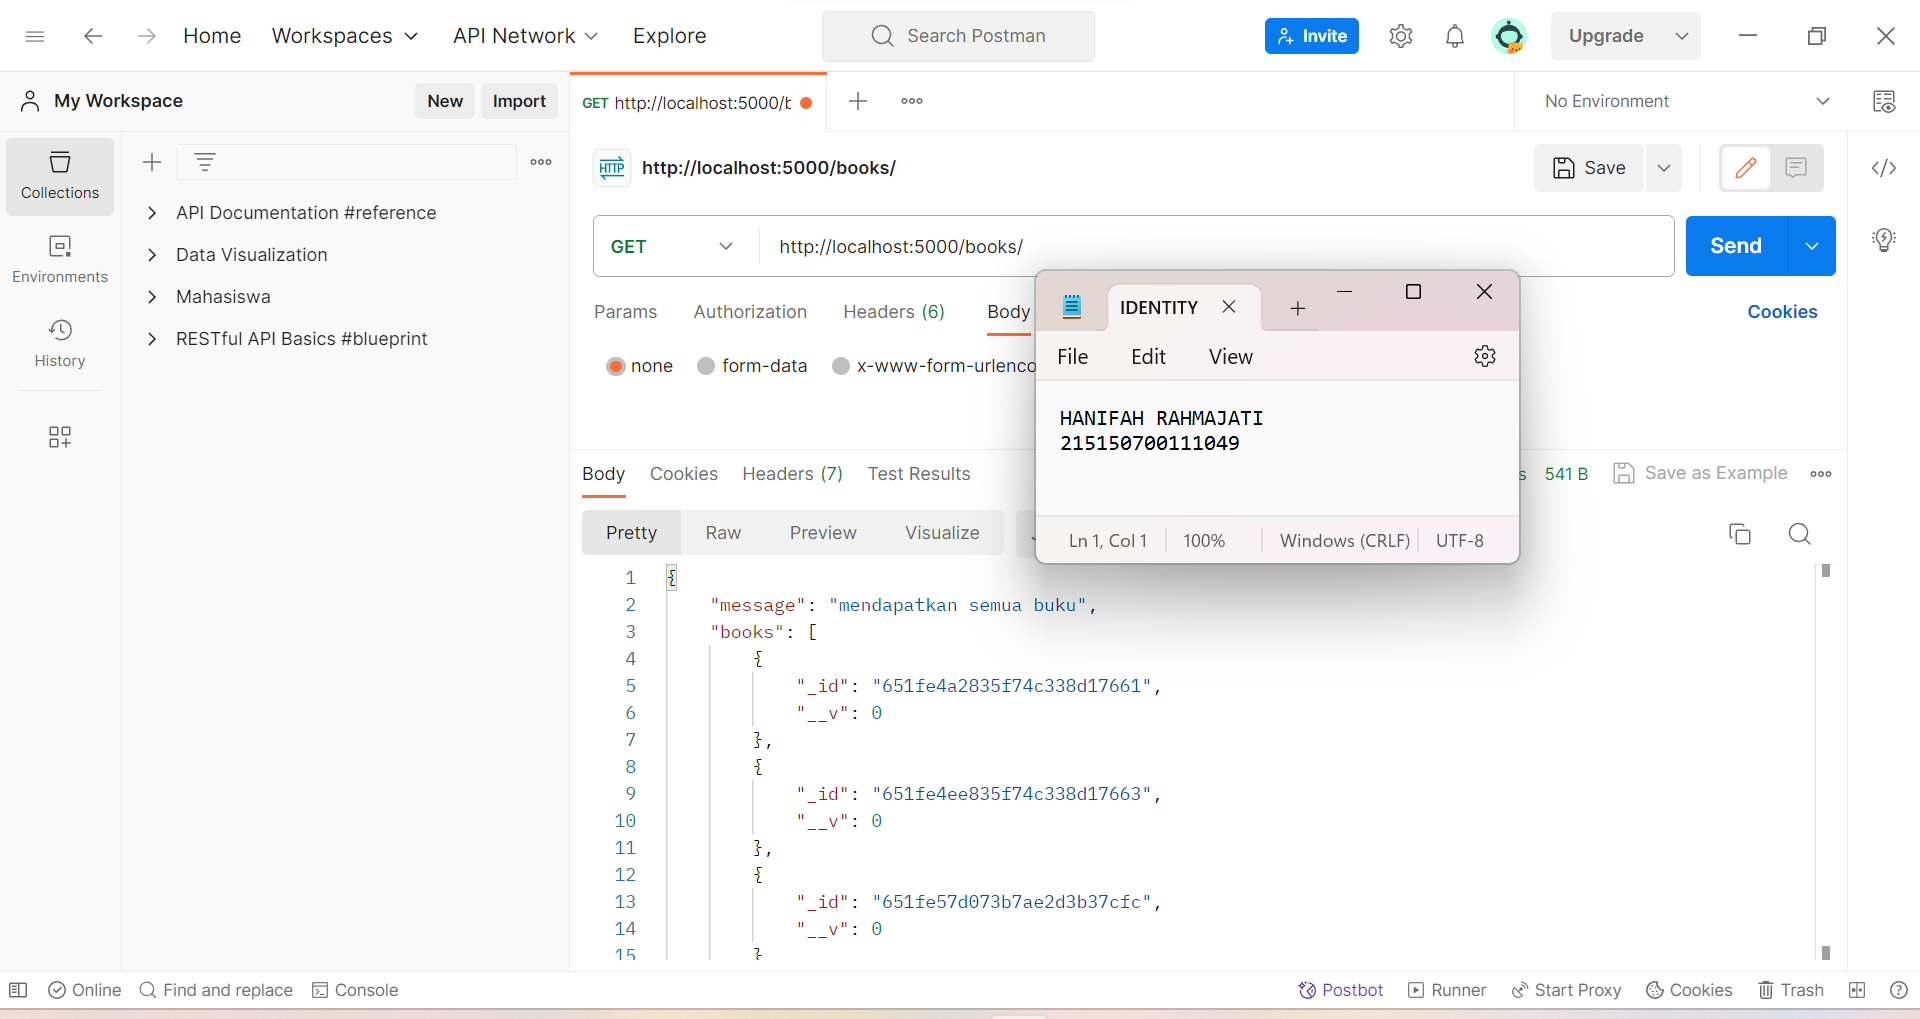 Home
Workspaces
API Network
Explore
Search Postman
Invite
Upgrade
My Workspace
New
Import
GET http://localhost:5000/b
No Environment
Collections
Environments
History
API Documentation #reference
Data Visualization
Mahasiswa
RESTful API Basics #blueprint
HTTP
http://localhost:5000/books/
Save
GET
http://localhost:5000/books/
Send
Params
Authorization
Headers (6)
Body
Cookies
none
form-data
x-www-form-urlenco
IDENTITY
File
Edit
View
HANIFAH RAHMAJATI
215150700111049
Ln 1, Col 1
100%
Windows (CRLF)
UTF-8
Body
Cookies
Headers (7)
Test Results
s
541 B
Save as Example
Pretty
Raw
Preview
Visualize
1 {
2 "message": "mendapatkan semua buku",
3 "books": [
4 {
5 "_id": "651fe4a2835f74c338d17661",
6 "__v": 0
7 },
8 {
9 "_id": "651fe4ee835f74c338d17663",
10 "__v": 0
11 },
12 {
13 "_id": "651fe57d073b7ae2d3b37cfc",
14 "__v": 0
15 }
Online
Find and replace
Console
Postbot
Runner
Start Proxy
Cookies
Trash